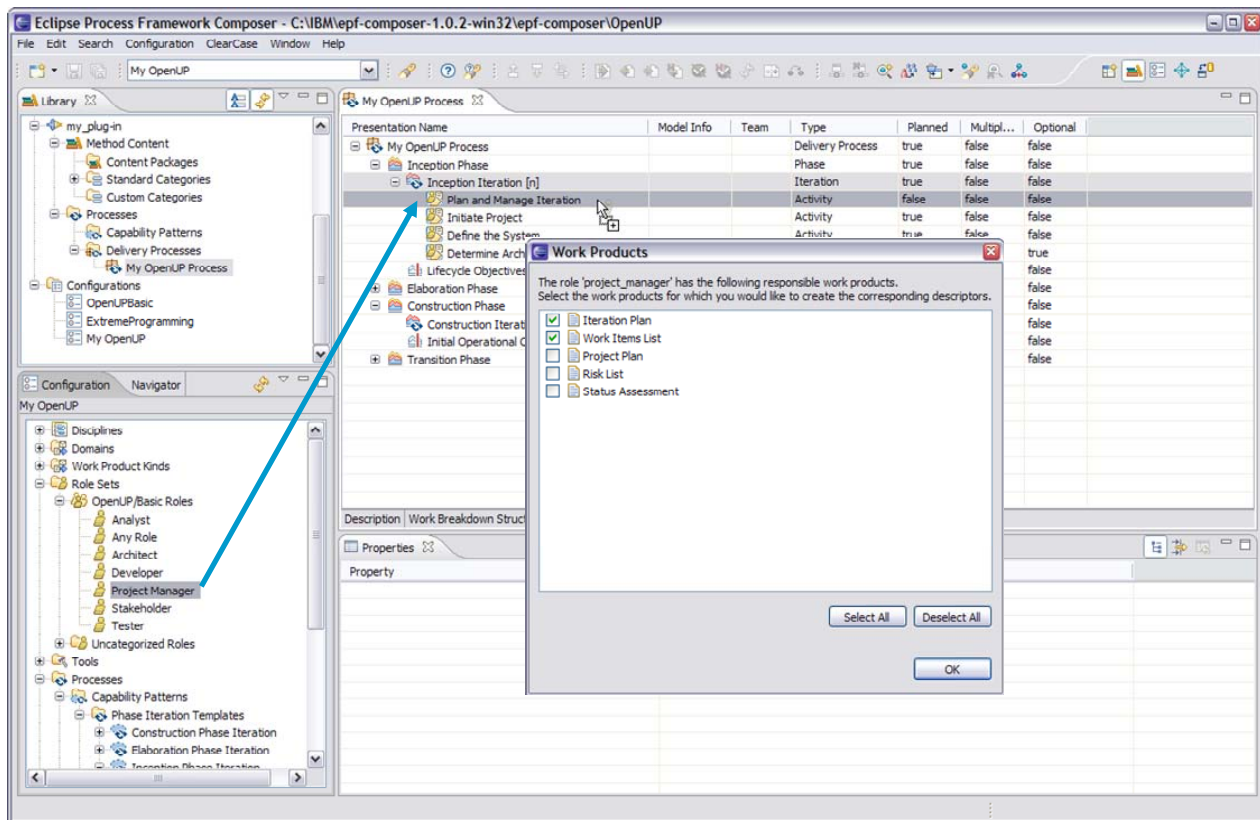 Eclipse Process Framework Composer - C:\IBM\epf-composer-1.0.2-win32\epf-composer\OpenUP
File Edit Search Configuration ClearCase Window Help
My OpenUP
Library
my_plug-in
Method Content
Content Packages
Standard Categories
Custom Categories
Processes
Capability Patterns
Delivery Processes
My OpenUP Process
Configurations
OpenUPBasic
ExtremeProgramming
My OpenUP
Configuration Navigator
My OpenUP
Disciplines
Domains
Work Product Kinds
Role Sets
OpenUP/Basic Roles
Analyst
Any Role
Architect
Developer
Project Manager
Stakeholder
Tester
Uncategorized Roles
Tools
Processes
Capability Patterns
Phase Iteration Templates
Construction Phase Iteration
Elaboration Phase Iteration
Inception Phase Iteration
My OpenUP Process
Presentation Name Model Info Team Type Planned Multipl... Optional
My OpenUP Process Delivery Process true false false
Inception Phase Phase true false false
Inception Iteration [n] Iteration true false false
Plan and Manage Iteration Activity false false false
Initiate Project Activity true false false
Define the System Activity true false false
Determine Arch true
Lifecycle Objectives false
Elaboration Phase false
Construction Phase false
Construction Iterat false
Initial Operational C false
Transition Phase false
Description Work Breakdown Struct
Properties
Property
Work Products
The role 'project_manager' has the following responsible work products.
Select the work products for which you would like to create the corresponding descriptors.
Iteration Plan
Work Items List
Project Plan
Risk List
Status Assessment
Select All Deselect All
OK